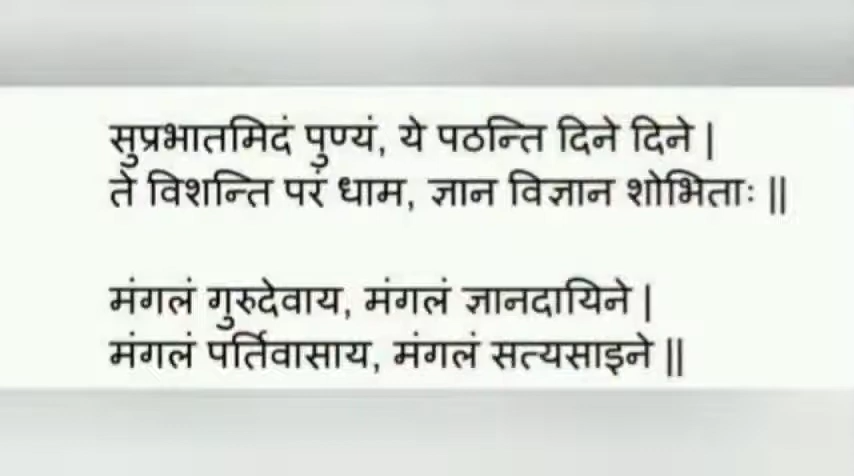 सुप्रभातमिदं पुण्यं, ये पठन्ति दिने दिने |
ते विशन्ति परं धाम, ज्ञान विज्ञान शोभिताः ||
मंगलं गुरुदेवाय, मंगलं ज्ञानदायिने |
मंगलं पर्तिवासाय, मंगलं सत्यसाइने ||